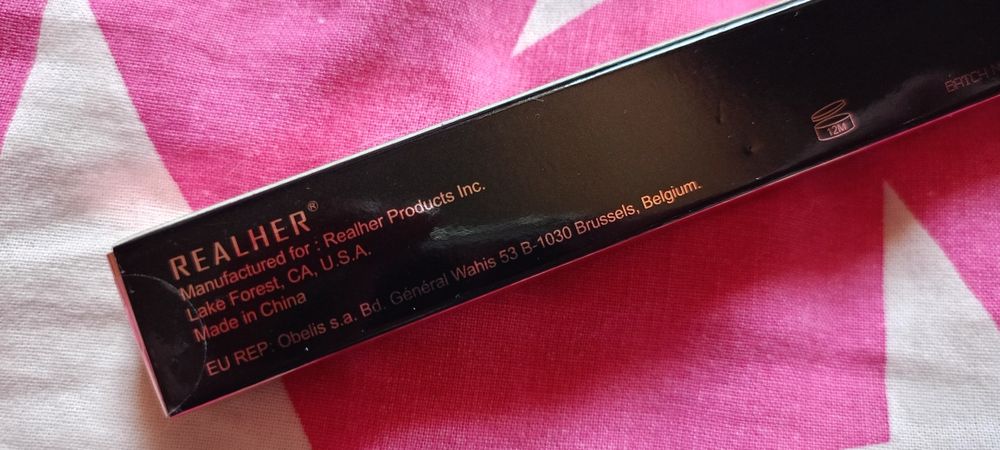 REALHER®
Manufactured for : Realher Products Inc.
Lake Forest, CA, U.S.A.
Made in China
EU REP: Obelis s.a. Bd. Général Wahis 53 B-1030 Brussels, Belgium.
12M